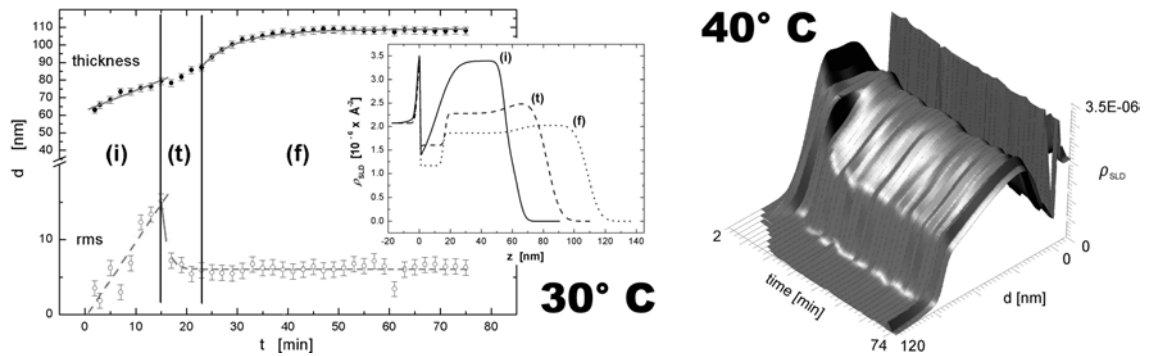 110
100
90
80
70
60
50
40
10
0
d [nm]
thickness
(i)
(t)
(f)
rms
0
10
20
30
40
50
60
70
80
t [min]
30° C
3.5
3.0
2.5
2.0
1.5
1.0
0.5
0.0
ρSLD [10⁻⁶ x Å⁻²]
(i)
(t)
(f)
-20
0
20
40
60
80
100
120
140
z [nm]
40° C
3.5E-06
ρSLD
0
0
d [nm]
120
74
time [min]
2